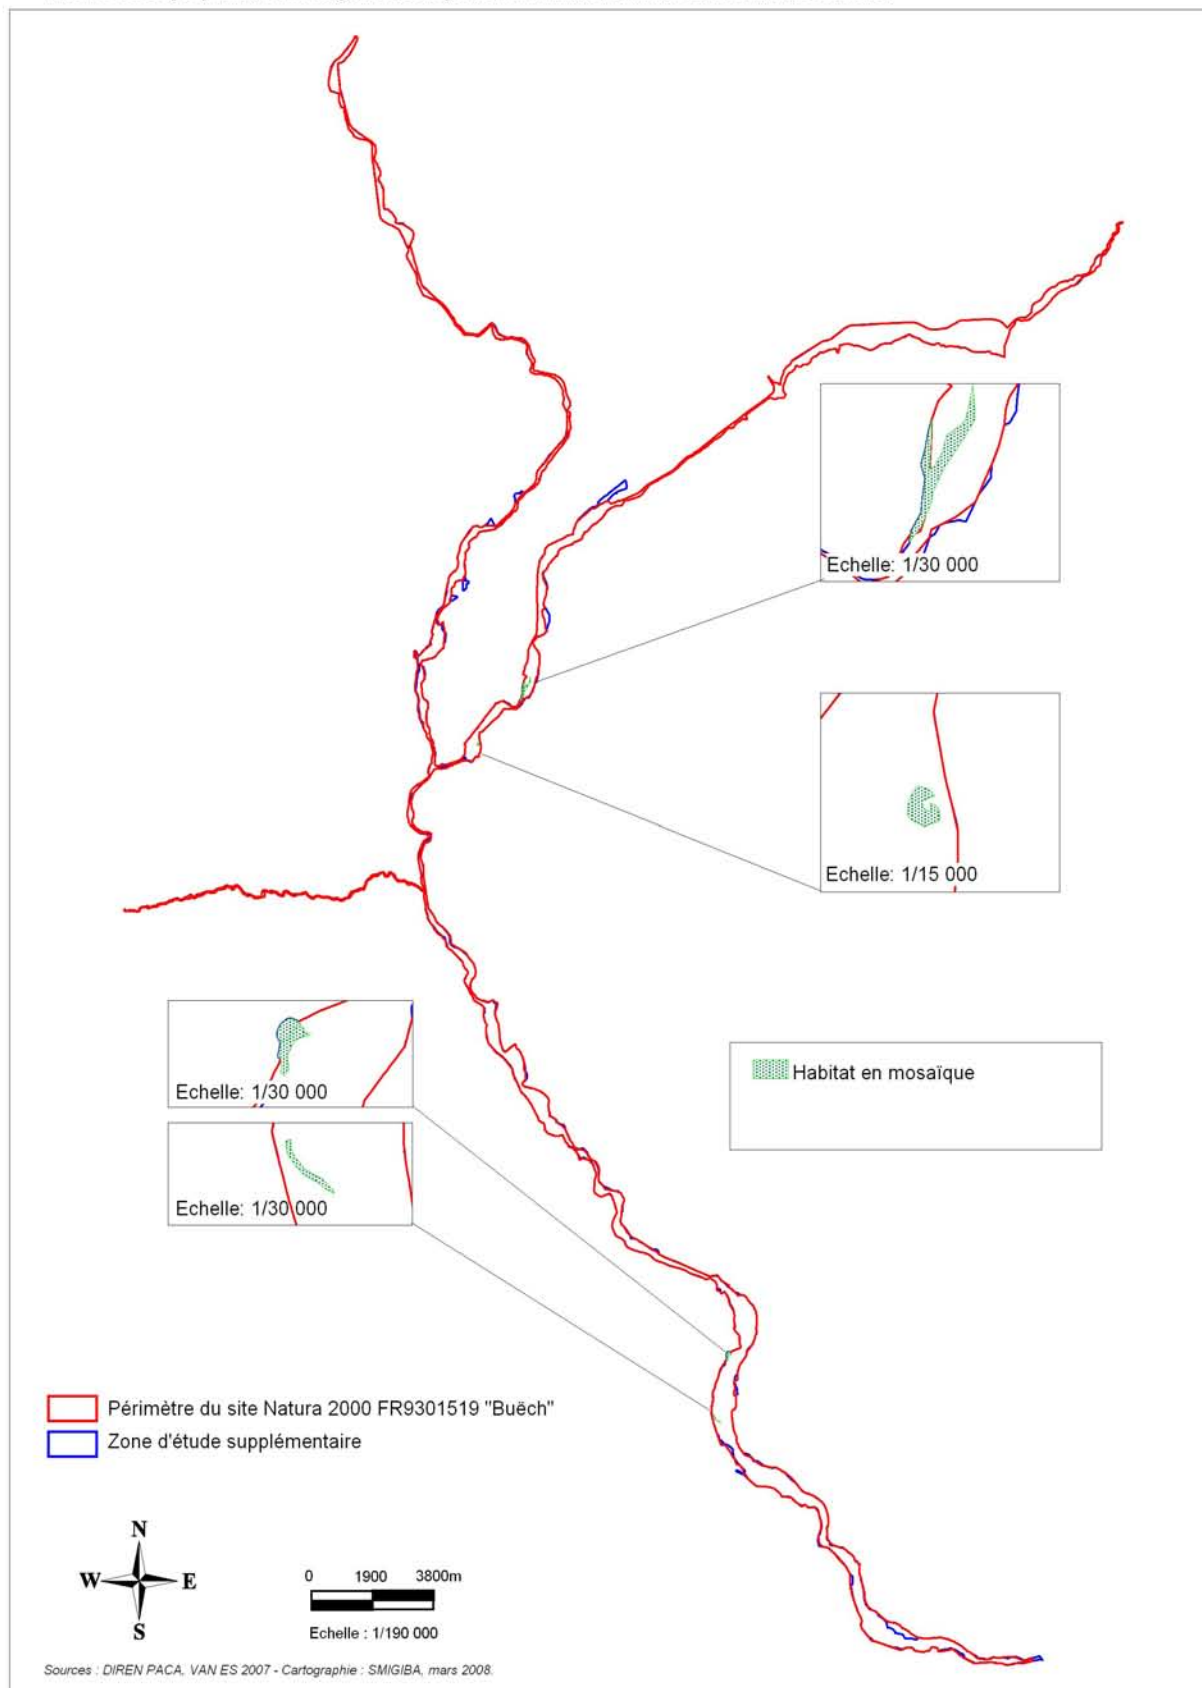 Echelle: 1/30 000
Echelle: 1/15 000
Echelle: 1/30 000
Habitat en mosaïque
Echelle: 1/30 000
Périmètre du site Natura 2000 FR9301519 "Buëch"
Zone d'étude supplémentaire
N
W E
S
0 1900 3800m
Echelle : 1/190 000
Sources : DIREN PACA, VAN ES 2007 - Cartographie : SMIGIBA, mars 2008.